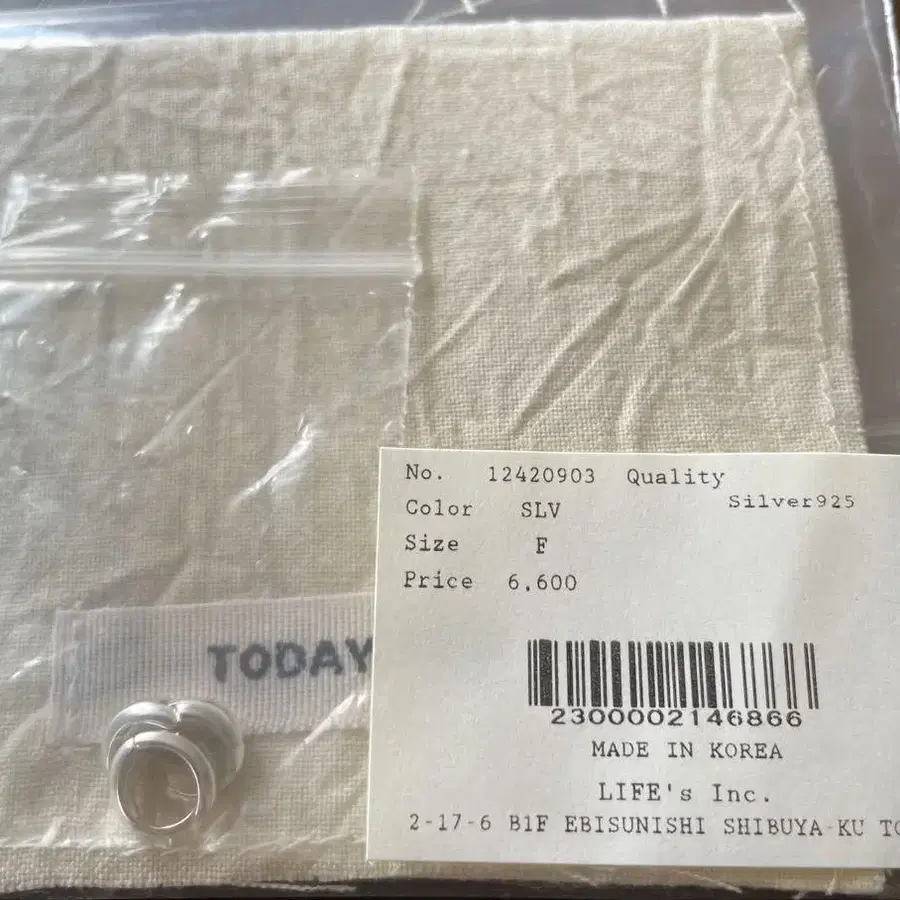 No. 12420903 Quality
Silver925
Color SLV
Size F
Price 6,600
TODAY
2300002146866
MADE IN KOREA
LIFE's Inc.
2-17-6 B1F EBISUNISHI SHIBUYA-KU TO